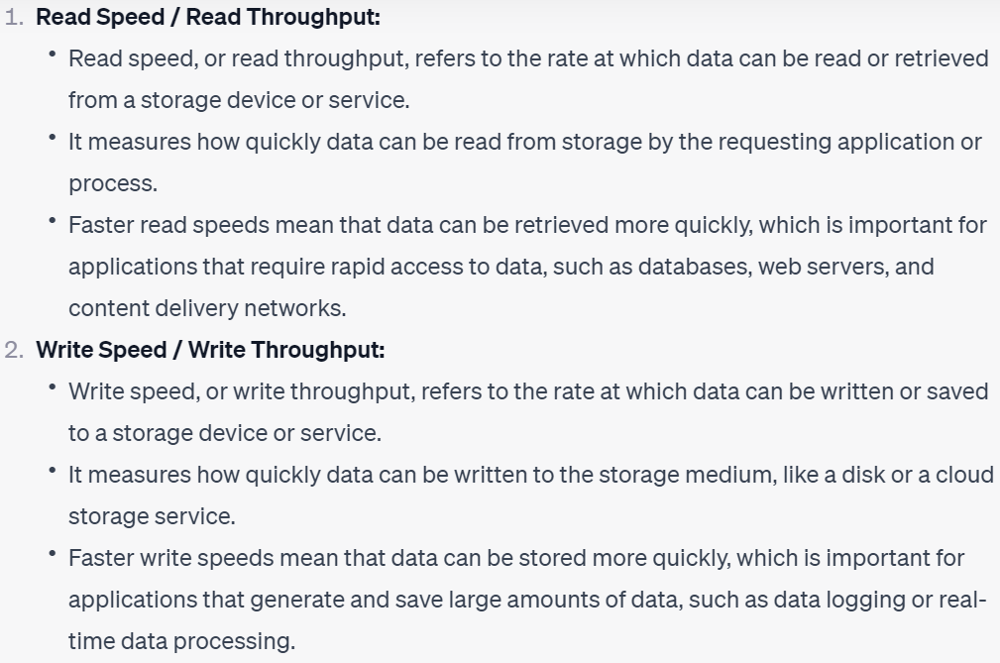 1. Read Speed / Read Throughput:
• Read speed, or read throughput, refers to the rate at which data can be read or retrieved
from a storage device or service.
• It measures how quickly data can be read from storage by the requesting application or
process.
• Faster read speeds mean that data can be retrieved more quickly, which is important for
applications that require rapid access to data, such as databases, web servers, and
content delivery networks.
2. Write Speed / Write Throughput:
• Write speed, or write throughput, refers to the rate at which data can be written or saved
to a storage device or service.
• It measures how quickly data can be written to the storage medium, like a disk or a cloud
storage service.
• Faster write speeds mean that data can be stored more quickly, which is important for
applications that generate and save large amounts of data, such as data logging or real-
time data processing.